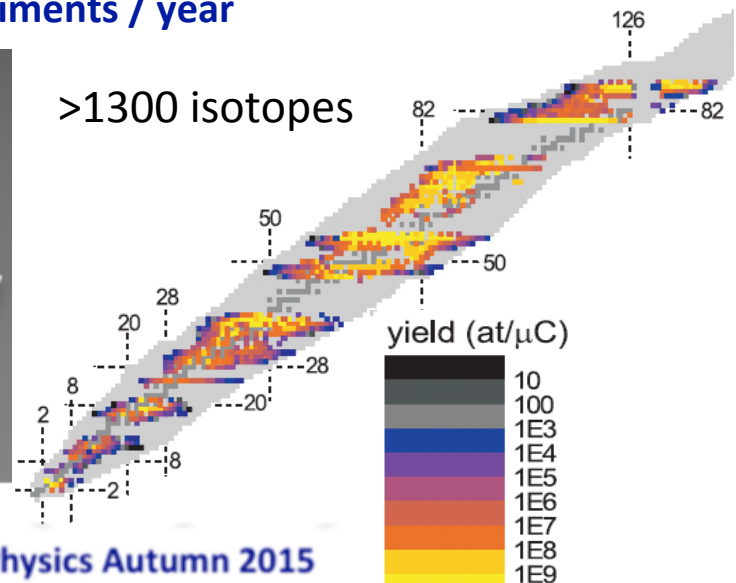 iments / year
>1300 isotopes
126
82
82
50
50
28
20
28
8
20
2
8
2
yield (at/μC)
10
100
1E3
1E4
1E5
1E6
1E7
1E8
1E9
hysics Autumn 2015